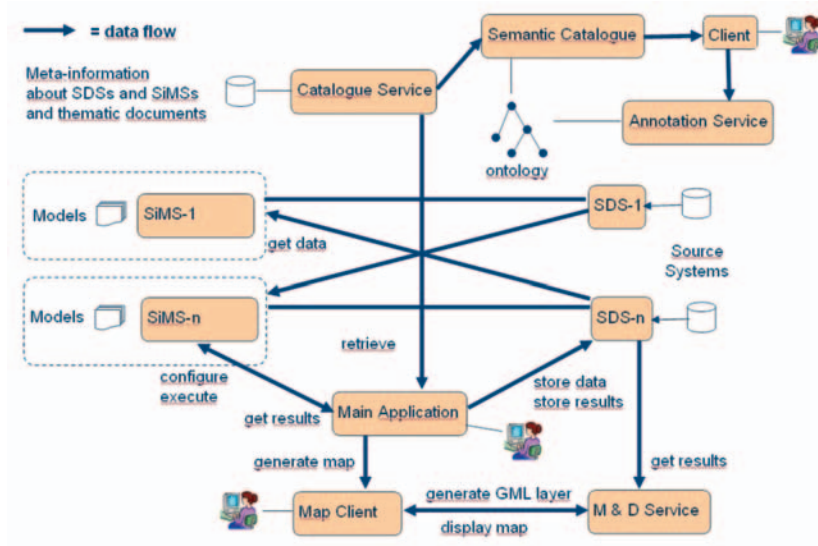 = data flow
Meta-information
about SDSs and SiMSs
and thematic documents
Catalogue Service
Semantic Catalogue
Client
Annotation Service
ontology
Models
SiMS-1
SDS-1
get data
Source
Systems
Models
SiMS-n
SDS-n
retrieve
configure
execute
store data
store results
get results
Main Application
generate map
get results
Map Client
generate GML layer
display map
M & D Service